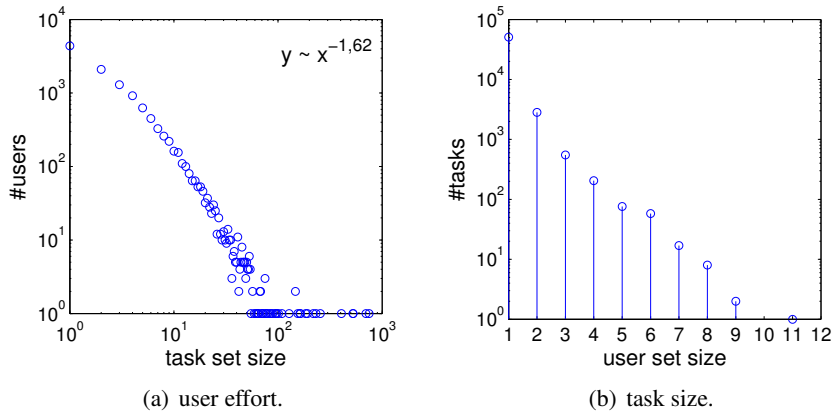 10^3
10^2
10^1
10^0
10^4
#users
y ~ x^−1,62
10^0 10^1 10^2 10^3
task set size
(a) user effort.
10^5
10^4
10^3
10^2
10^1
10^0
#tasks
1 2 3 4 5 6 7 8 9 10 11 12
user set size
(b) task size.